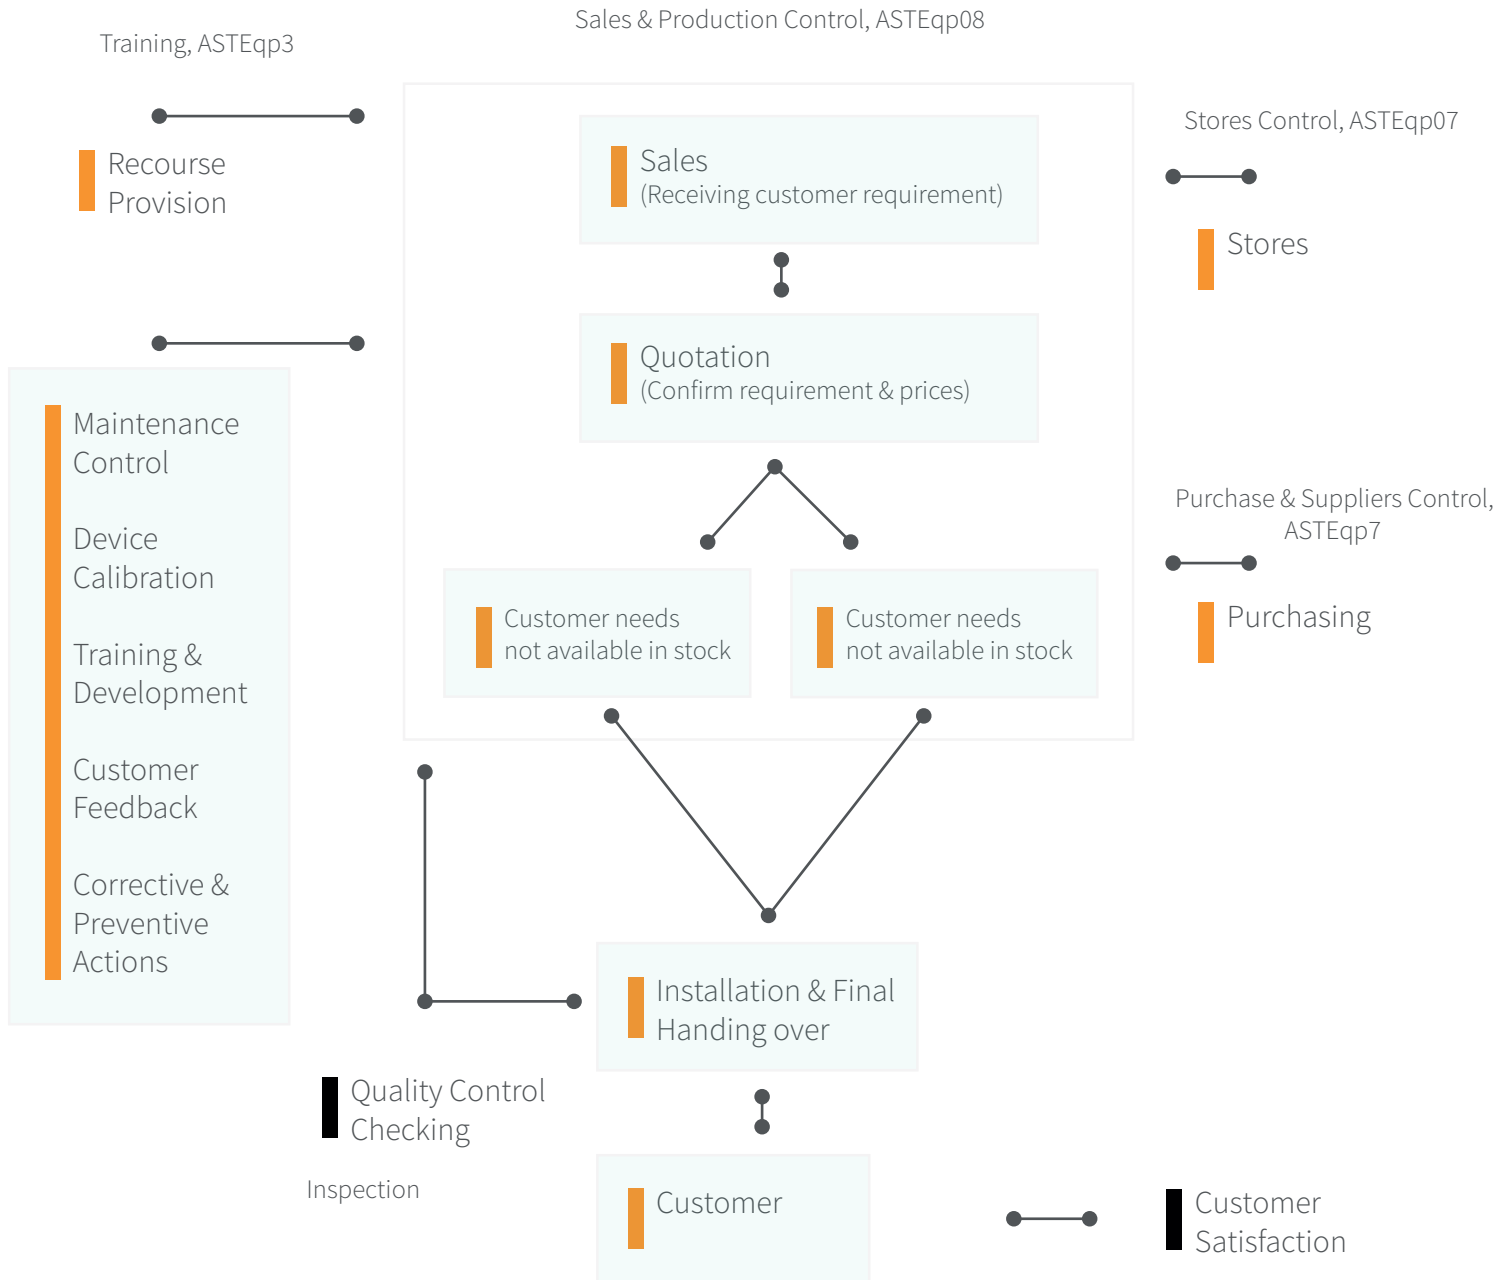 Sales & Production Control, ASTEqp08
Training, ASTEqp3
Recourse
Provision
Sales
(Receiving customer requirement)
Stores Control, ASTEqp07
Stores
Quotation
(Confirm requirement & prices)
Maintenance
Control
Device
Calibration
Training &
Development
Customer
Feedback
Corrective &
Preventive
Actions
Purchase & Suppliers Control,
ASTEqp7
Purchasing
Customer needs
not available in stock
Customer needs
not available in stock
Installation & Final
Handing over
Quality Control
Checking
Inspection
Customer
Customer
Satisfaction